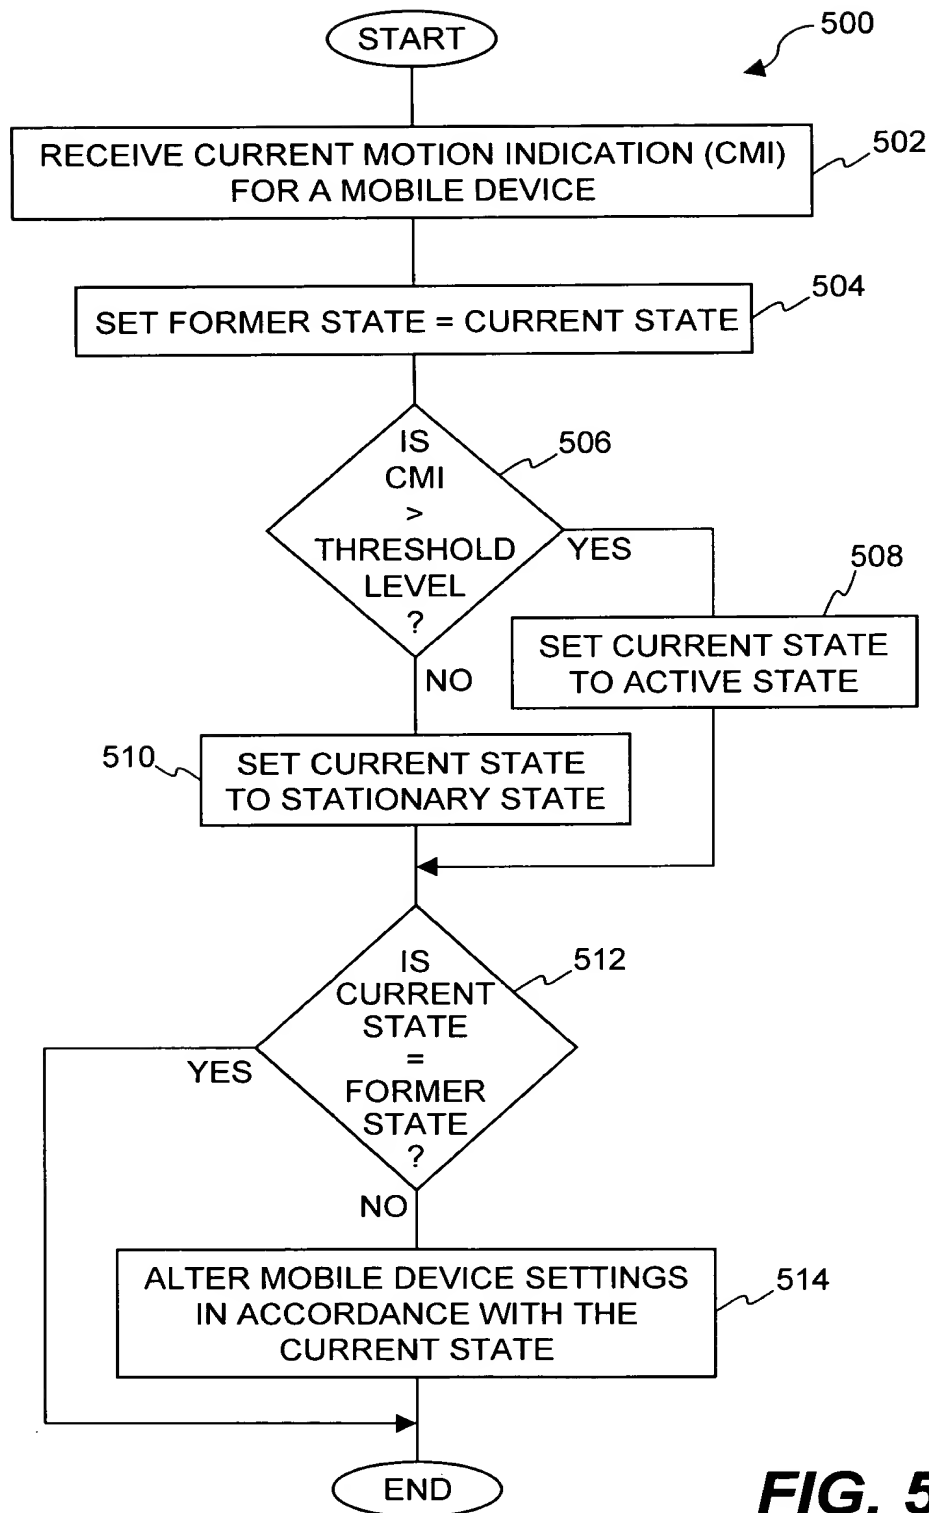 START
500
RECEIVE CURRENT MOTION INDICATION (CMI)
FOR A MOBILE DEVICE
502
SET FORMER STATE = CURRENT STATE
504
IS
CMI
>
THRESHOLD
LEVEL
?
506
YES
NO
508
SET CURRENT STATE
TO ACTIVE STATE
510
SET CURRENT STATE
TO STATIONARY STATE
IS
CURRENT
STATE
=
FORMER
STATE
?
512
YES
NO
ALTER MOBILE DEVICE SETTINGS
IN ACCORDANCE WITH THE
CURRENT STATE
514
END
FIG. 5